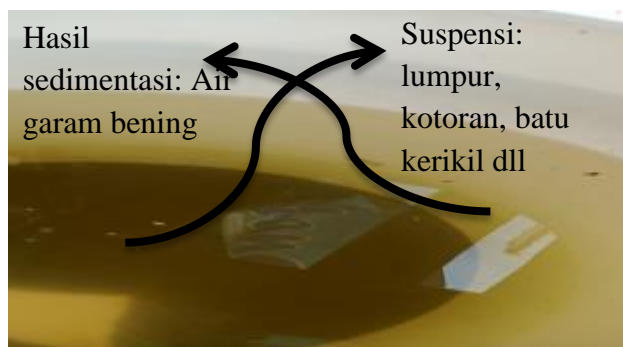 Hasil
sedimentasi: Air
garam bening
Suspensi:
lumpur,
kotoran, batu
kerikil dll